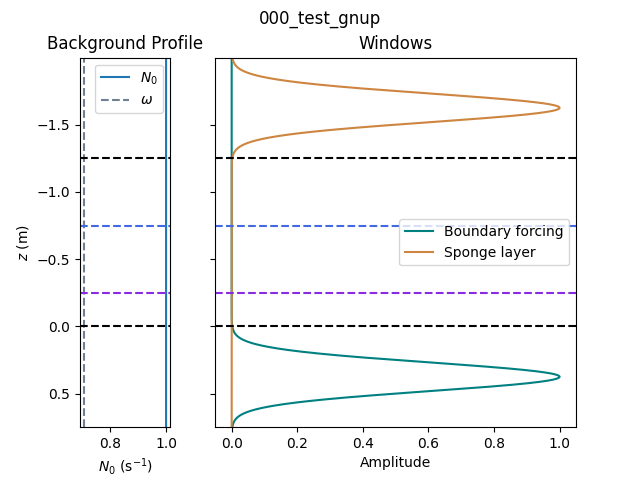 000_test_gnup
Background Profile
Windows
N₀
ω
−1.5
−1.0
−0.5
0.0
0.5
z (m)
0.8 1.0
N₀ (s⁻¹)
Boundary forcing
Sponge layer
0.0 0.2 0.4 0.6 0.8 1.0
Amplitude